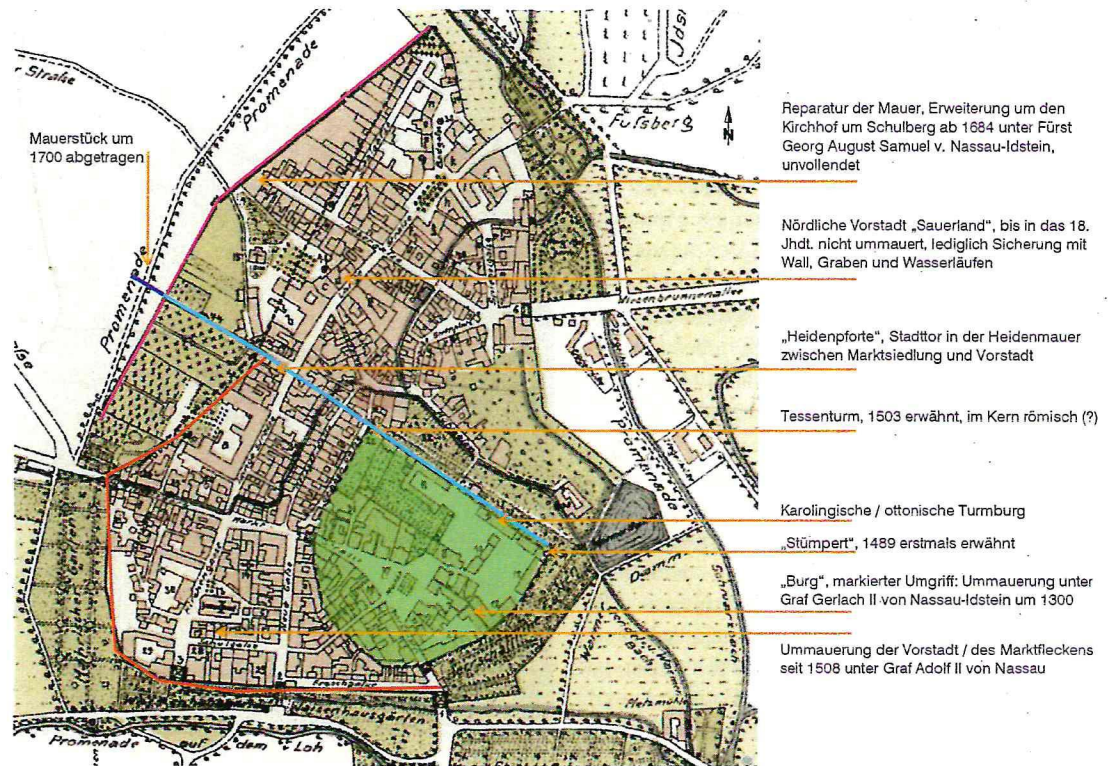 r Straße
Promenade
Promenade
Idst
Fußberg
N
Mauerstück um
1700 abgetragen
Reparatur der Mauer, Erweiterung um den
Kirchhof um Schulberg ab 1684 unter Fürst
Georg August Samuel v. Nassau-Idstein,
unvollendet
Nördliche Vorstadt „Sauerland“, bis in das 18.
Jhdt. nicht ummauert, lediglich Sicherung mit
Wall, Graben und Wasserläufen
„Heidenpforte“, Stadttor in der Heidenmauer
zwischen Marktsiedlung und Vorstadt
Tessenturm, 1503 erwähnt, im Kern römisch (?)
Promenade
Karolingische / ottonische Turmburg
„Stümpert“, 1489 erstmals erwähnt
„Burg“, markierter Umgriff: Ummauerung unter
Graf Gerlach II von Nassau-Idstein um 1300
Ummauerung der Vorstadt / des Marktfleckens
seit 1508 unter Graf Adolf II von Nassau
Damm
Promenade auf dem Loh